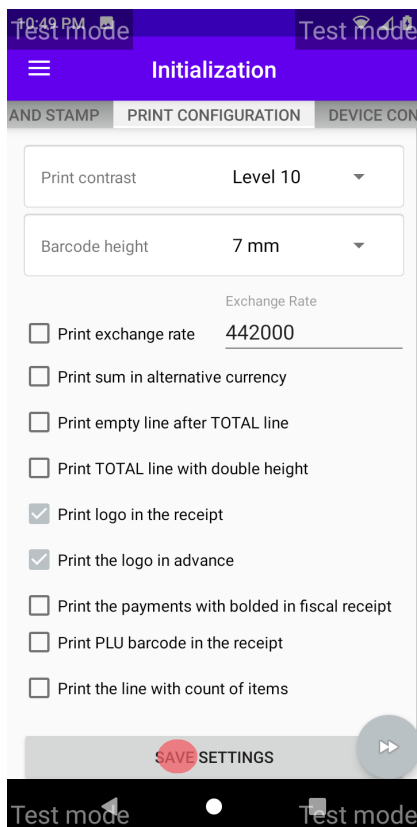 10:49 PM
Test mode Test mode
Initialization
AND STAMP PRINT CONFIGURATION DEVICE CON
Print contrast Level 10
Barcode height 7 mm
Exchange Rate
Print exchange rate 442000
Print sum in alternative currency
Print empty line after TOTAL line
Print TOTAL line with double height
Print logo in the receipt
Print the logo in advance
Print the payments with bolded in fiscal receipt
Print PLU barcode in the receipt
Print the line with count of items
SAVE SETTINGS
Test mode Test mode